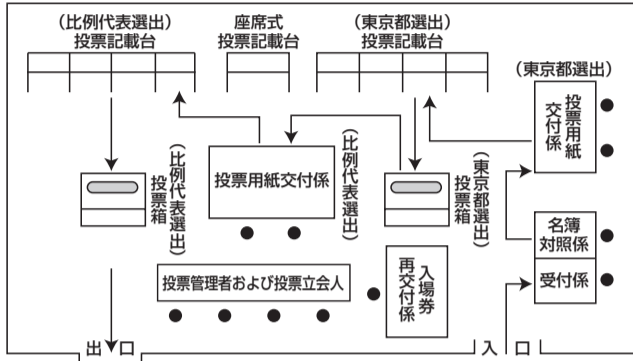 (比例代表選出)
投票記載台
座席式
投票記載台
(東京都選出)
投票記載台
(東京都選出)
投票用紙
交付係
投票箱
(比例代表選出)
投票用紙交付係
(比例代表選出)
投票箱
(東京都選出)
名簿
対照係
受付係
投票管理者および投票立会人
入場券
再交付係
出口
入口